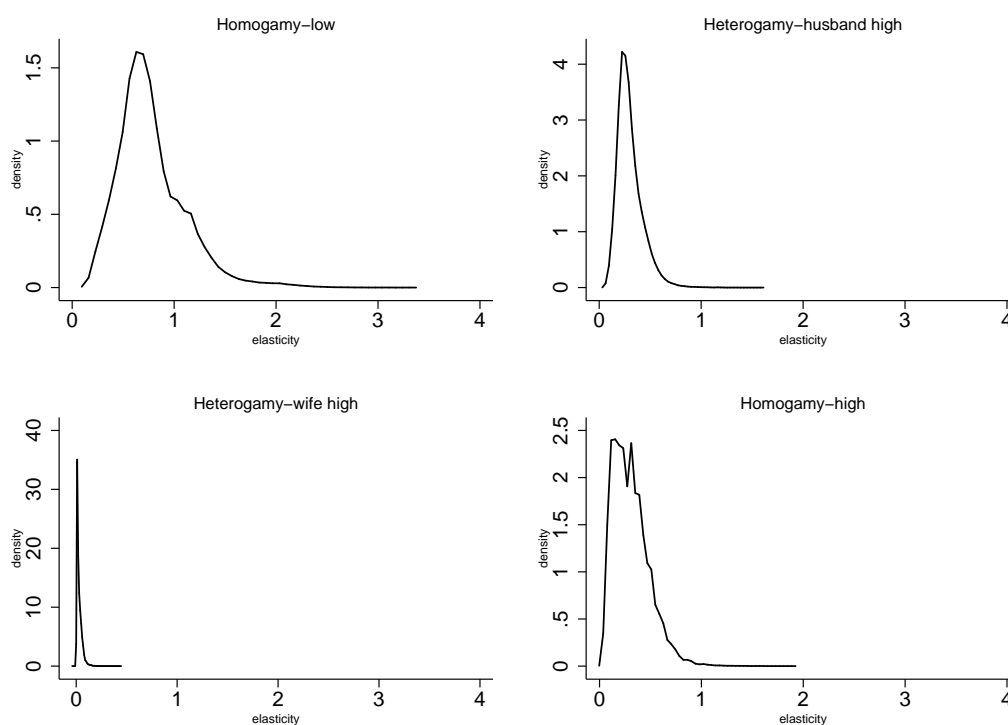 Homogamy−low
density
0 .5 1 1.5
0 1 2 3 4
elasticity
Heterogamy−husband high
density
0 1 2 3 4
0 1 2 3 4
elasticity
Heterogamy−wife high
density
0 10 20 30 40
0 1 2 3 4
elasticity
Homogamy−high
density
0 .5 1 1.5 2 2.5
0 1 2 3 4
elasticity